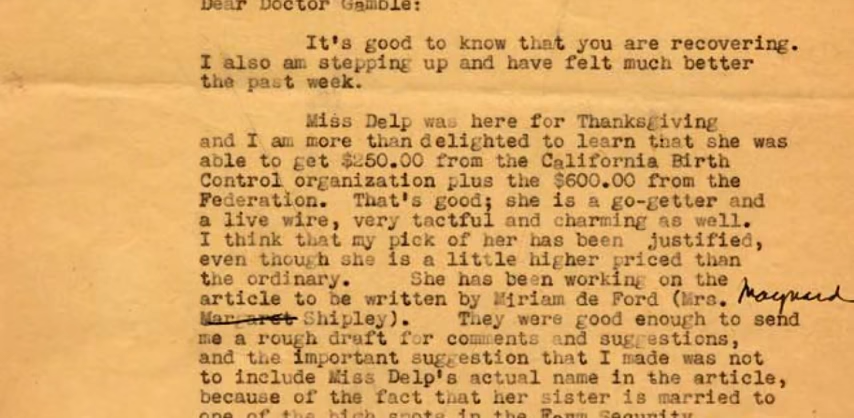 Dear Doctor Gamble:
It's good to know that you are recovering.
I also am stepping up and have felt much better
the past week.
Miss Delp was here for Thanksgiving
and I am more than delighted to learn that she was
able to get $250.00 from the California Birth
Control organization plus the $600.00 from the
Federation. That's good; she is a go-getter and
a live wire, very tactful and charming as well.
I think that my pick of her has been justified,
even though she is a little higher priced than
the ordinary. She has been working on the
article to be written by Miriam de Ford (Mrs. Maynard
Margaret Shipley). They were good enough to send
me a rough draft for comments and suggestions,
and the important suggestion that I made was not
to include Miss Delp's actual name in the article,
because of the fact that her sister is married to
one of the high spots in the Farm Security